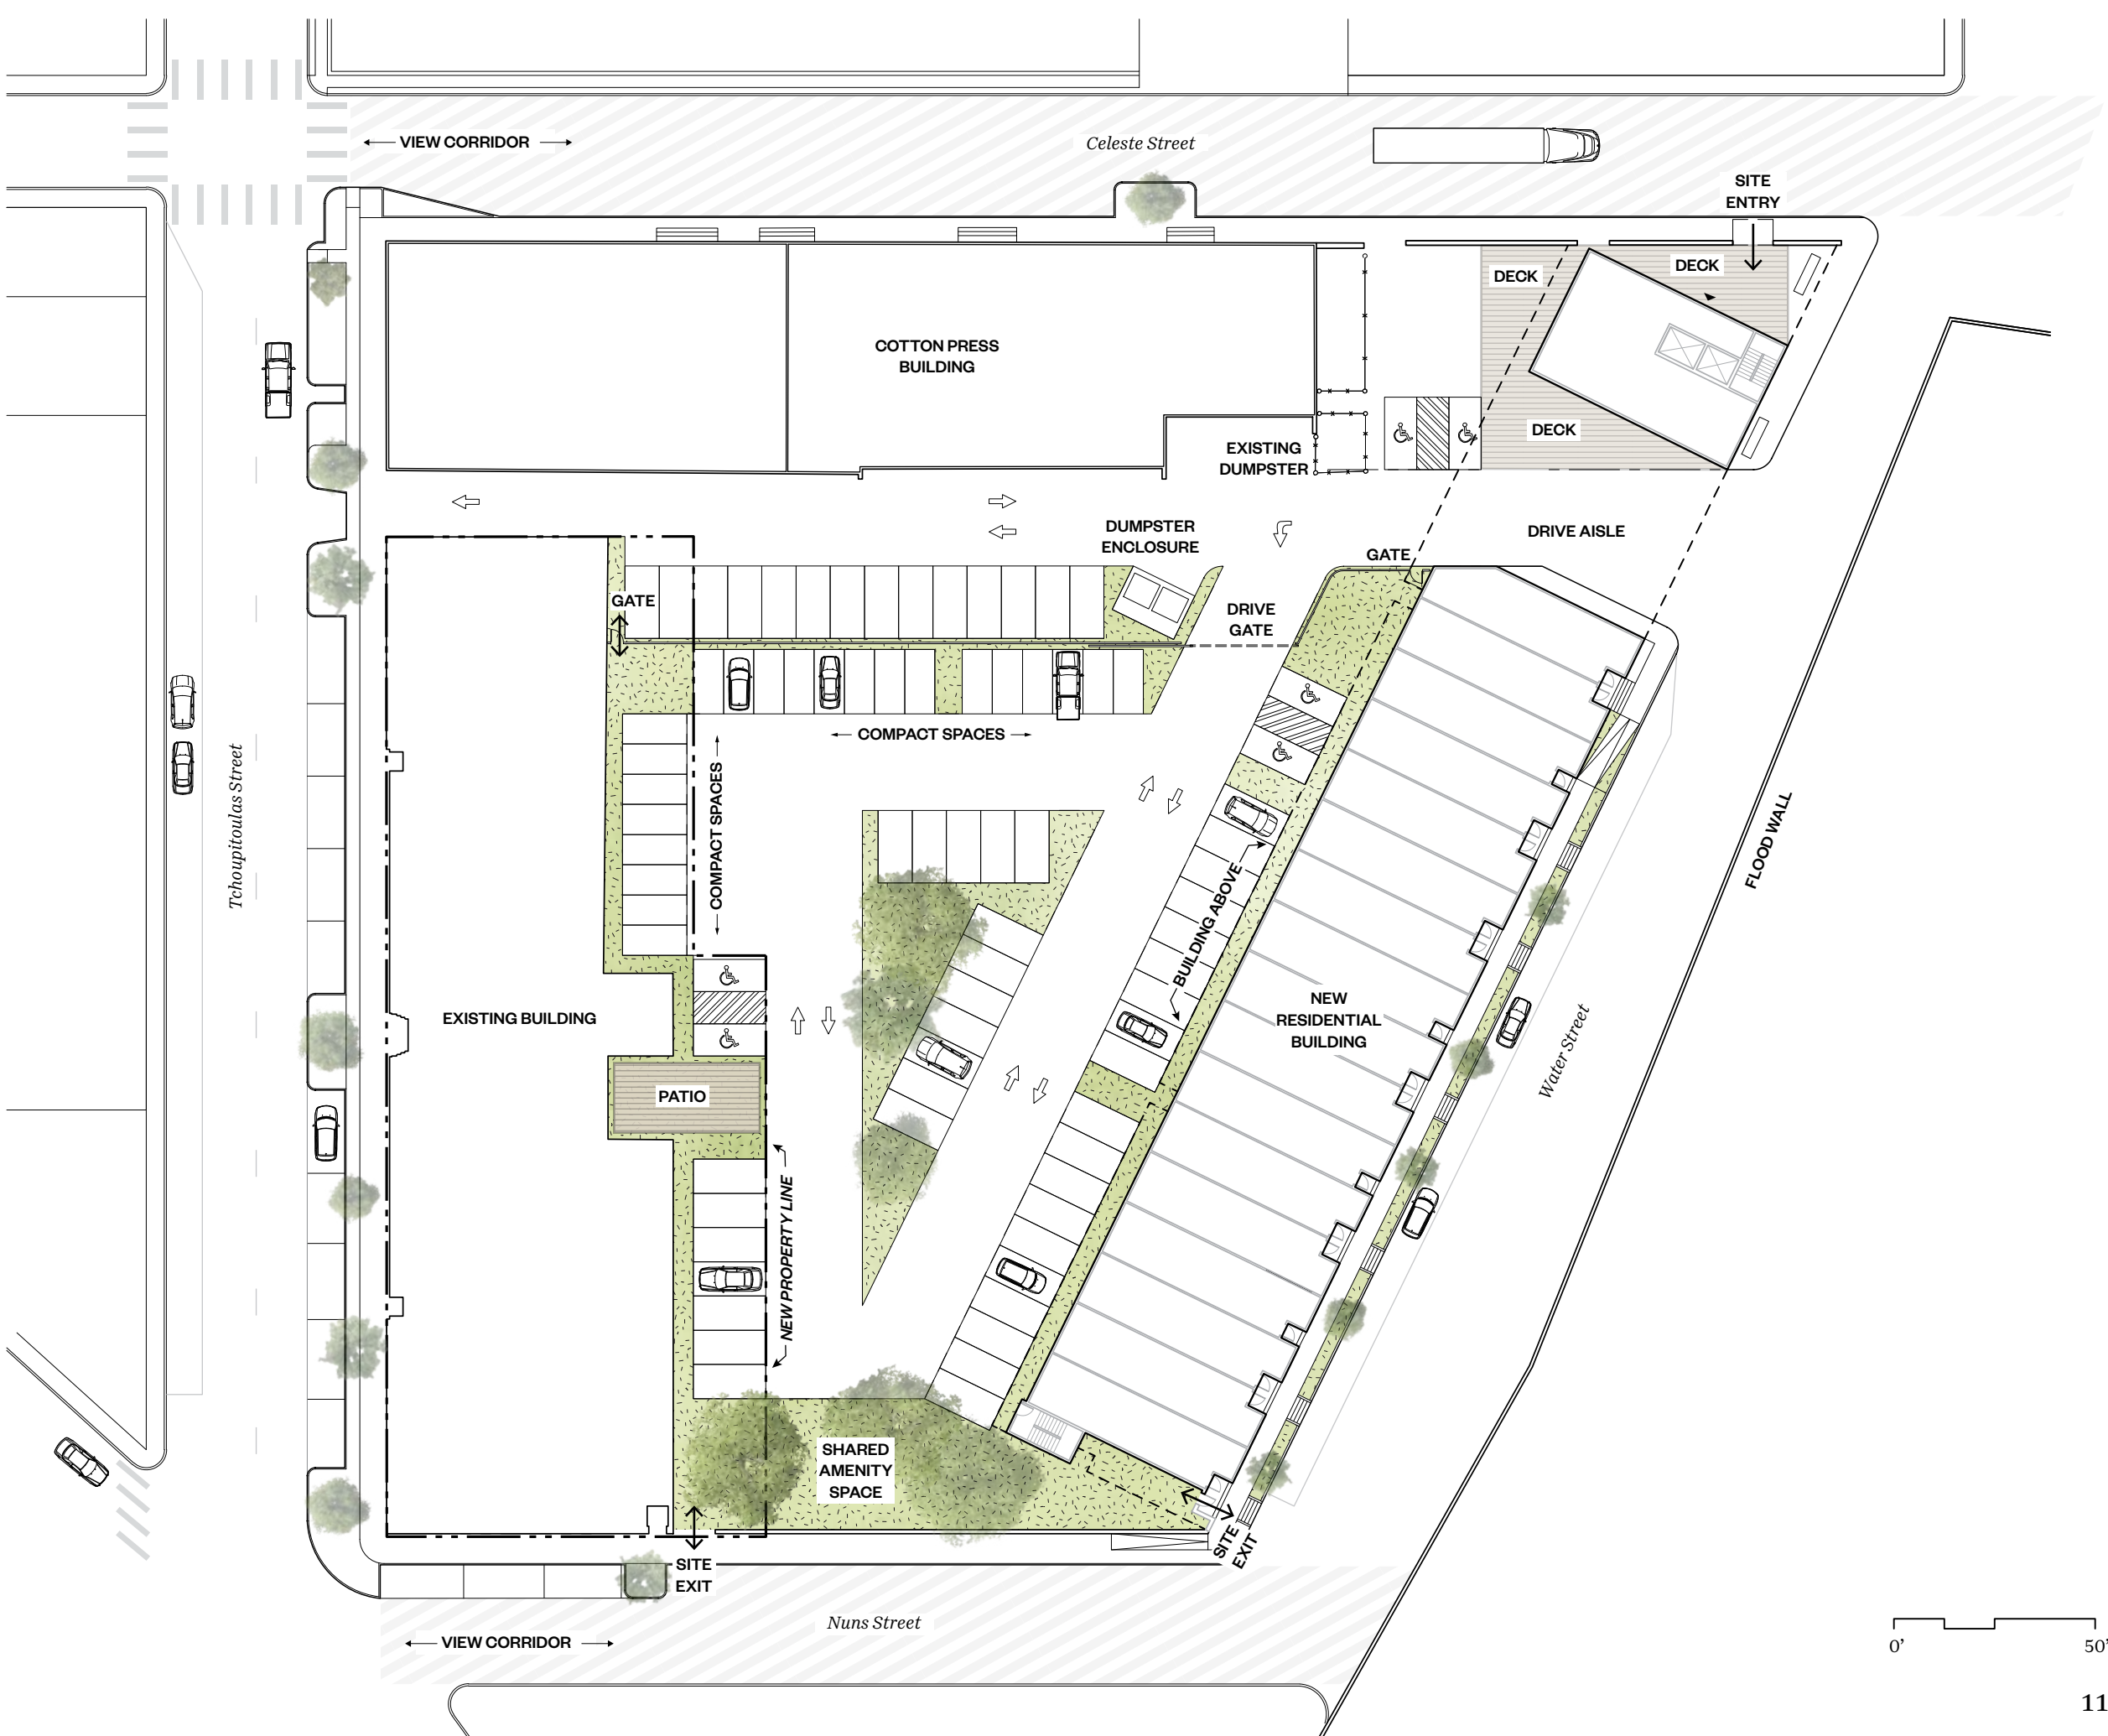 VIEW CORRIDOR
Celeste Street
SITE
ENTRY
DECK
DECK
COTTON PRESS
BUILDING
DECK
EXISTING
DUMPSTER
DUMPSTER
ENCLOSURE
DRIVE AISLE
GATE
GATE
DRIVE
GATE
COMPACT SPACES
COMPACT SPACES
Tchoupitoulas Street
FLOOD WALL
BUILDING ABOVE
EXISTING BUILDING
NEW
RESIDENTIAL
BUILDING
Water Street
PATIO
NEW PROPERTY LINE
SHARED
AMENITY
SPACE
SITE
EXIT
SITE
EXIT
Nuns Street
VIEW CORRIDOR
0’
50’
11